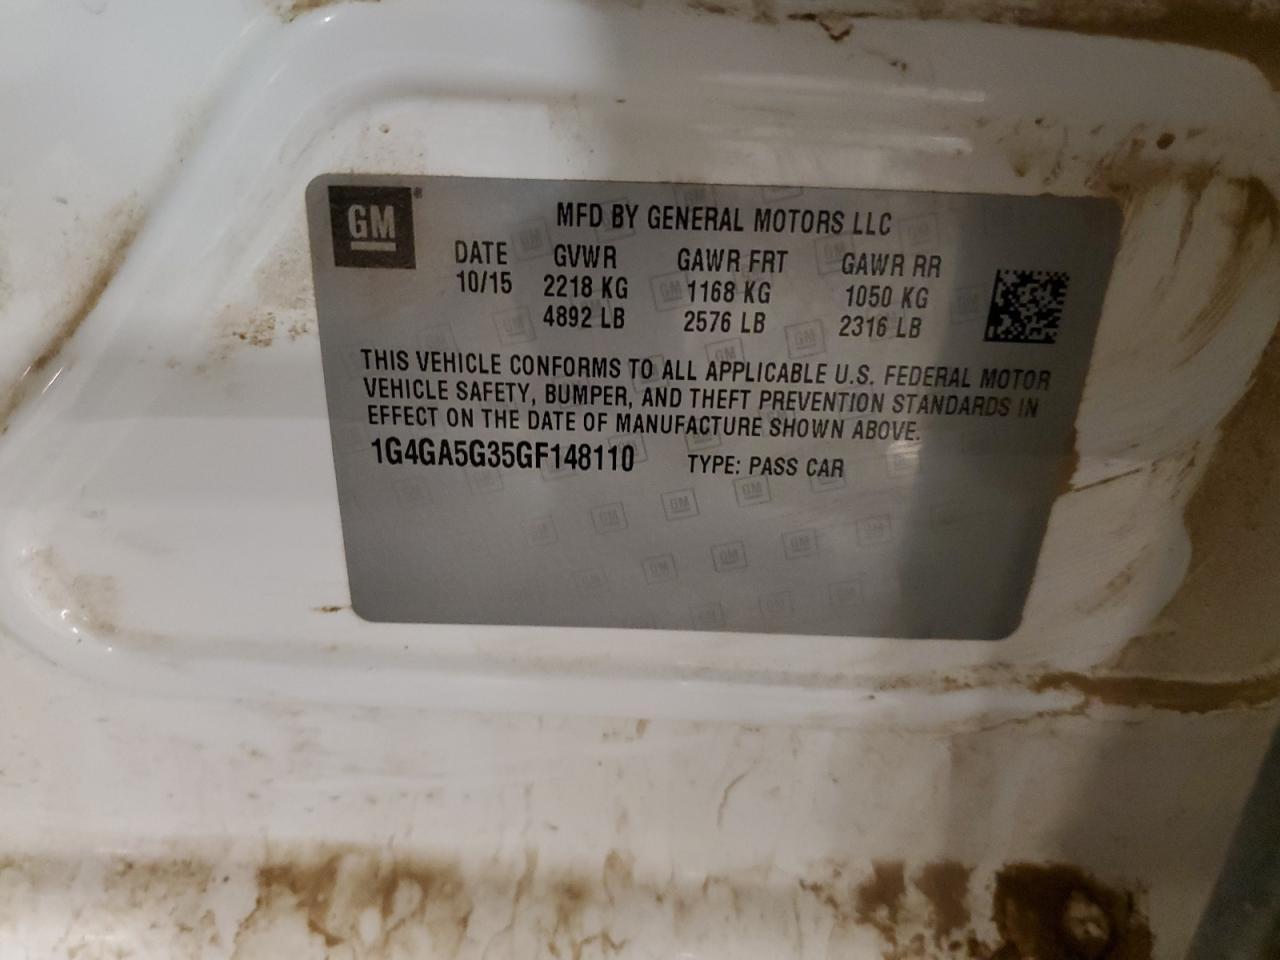 GM ®
MFD BY GENERAL MOTORS LLC
DATE GVWR GAWR FRT GAWR RR
10/15 2218 KG 1168 KG 1050 KG
4892 LB 2576 LB 2316 LB
THIS VEHICLE CONFORMS TO ALL APPLICABLE U.S. FEDERAL MOTOR
VEHICLE SAFETY, BUMPER, AND THEFT PREVENTION STANDARDS IN
EFFECT ON THE DATE OF MANUFACTURE SHOWN ABOVE.
1G4GA5G35GF148110 TYPE: PASS CAR